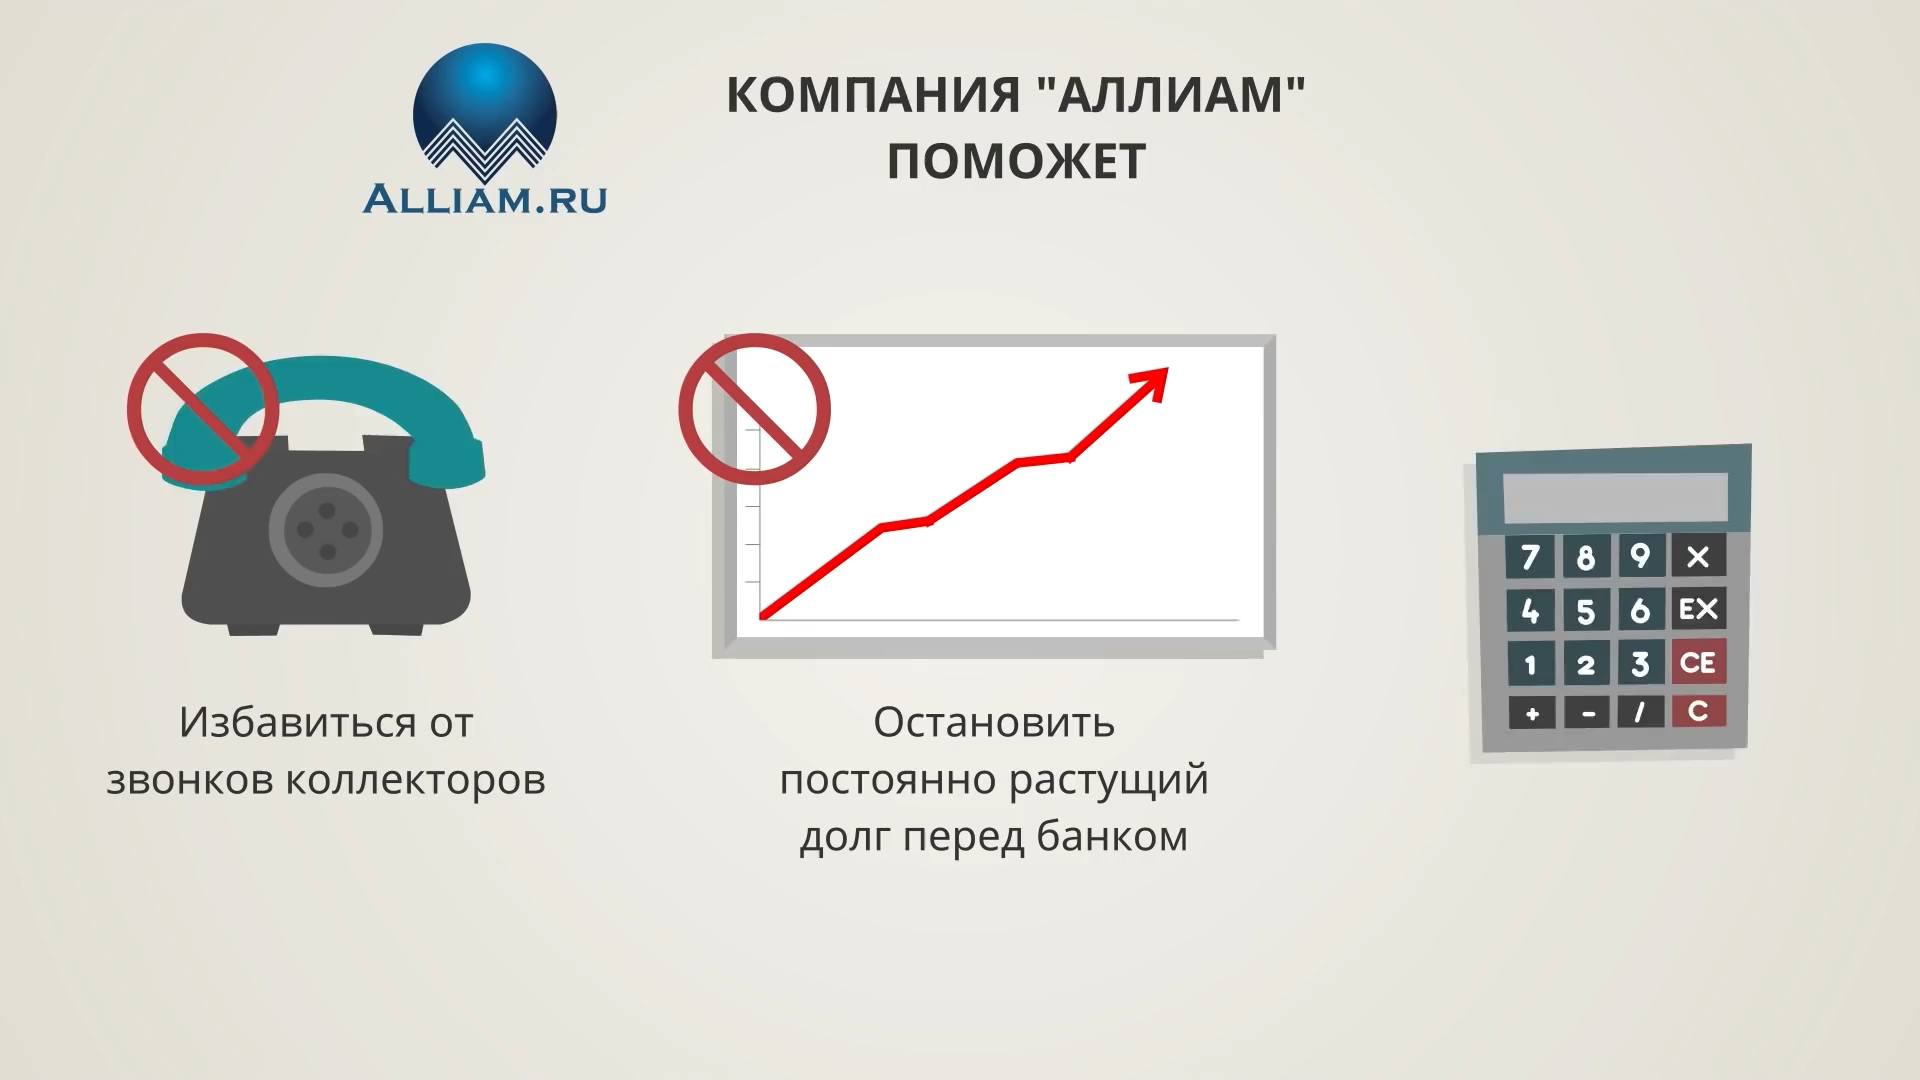 ALLIAM.RU
КОМПАНИЯ "АЛЛИАМ"
ПОМОЖЕТ
Избавиться от
звонков коллекторов
Остановить
постоянно растущий
долг перед банком
7 8 9 X
4 5 6 EX
1 2 3 CE
+ - / C